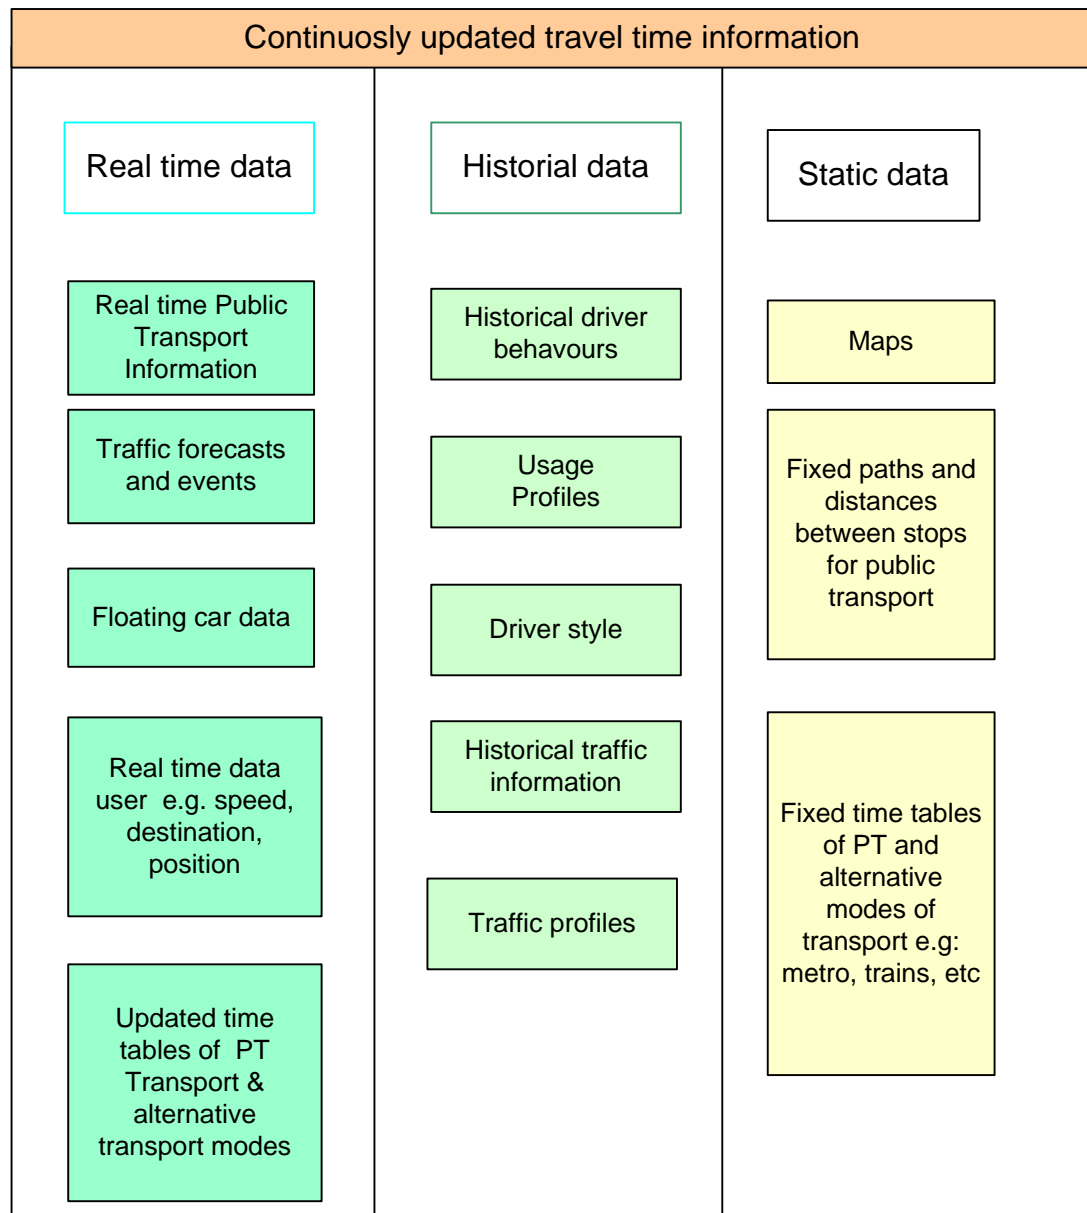 Continuosly updated travel time information
Real time data
Real time Public
Transport
Information
Traffic forecasts
and events
Floating car data
Real time data
user e.g. speed,
destination,
position
Updated time
tables of PT
Transport &
alternative
transport modes
Historial data
Historical driver
behavours
Usage
Profiles
Driver style
Historical traffic
information
Traffic profiles
Static data
Maps
Fixed paths and
distances
between stops
for public
transport
Fixed time tables
of PT and
alternative
modes of
transport e.g:
metro, trains, etc